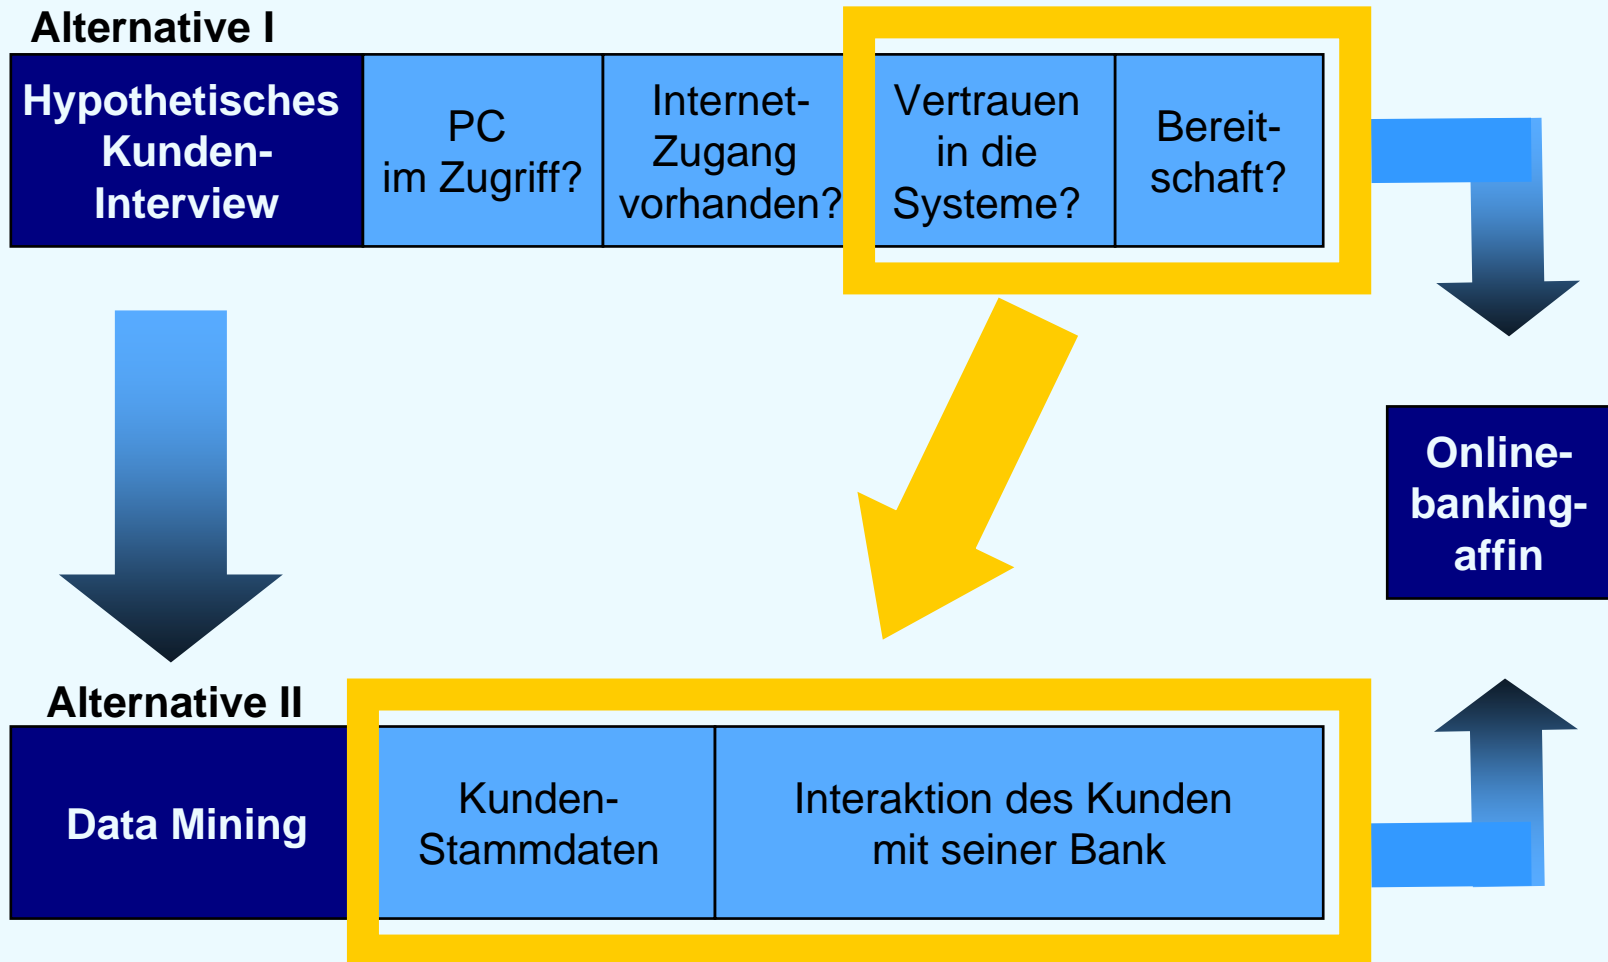 Alternative I
Hypothetisches
Kunden-
Interview
PC
im Zugriff?
Internet-
Zugang
vorhanden?
Vertrauen
in die
Systeme?
Bereit-
schaft?
Online-
banking-
affin
Alternative II
Data Mining
Kunden-
Stammdaten
Interaktion des Kunden
mit seiner Bank